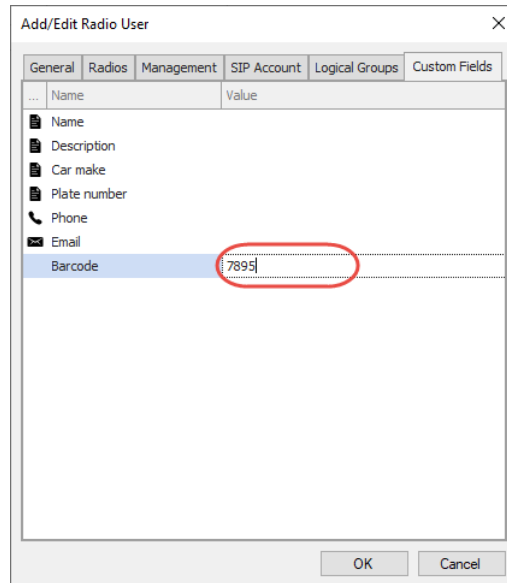 Add/Edit Radio User
General Radios Management SIP Account Logical Groups Custom Fields
... Name Value
Name
Description
Car make
Plate number
Phone
Email
Barcode 7895
OK Cancel